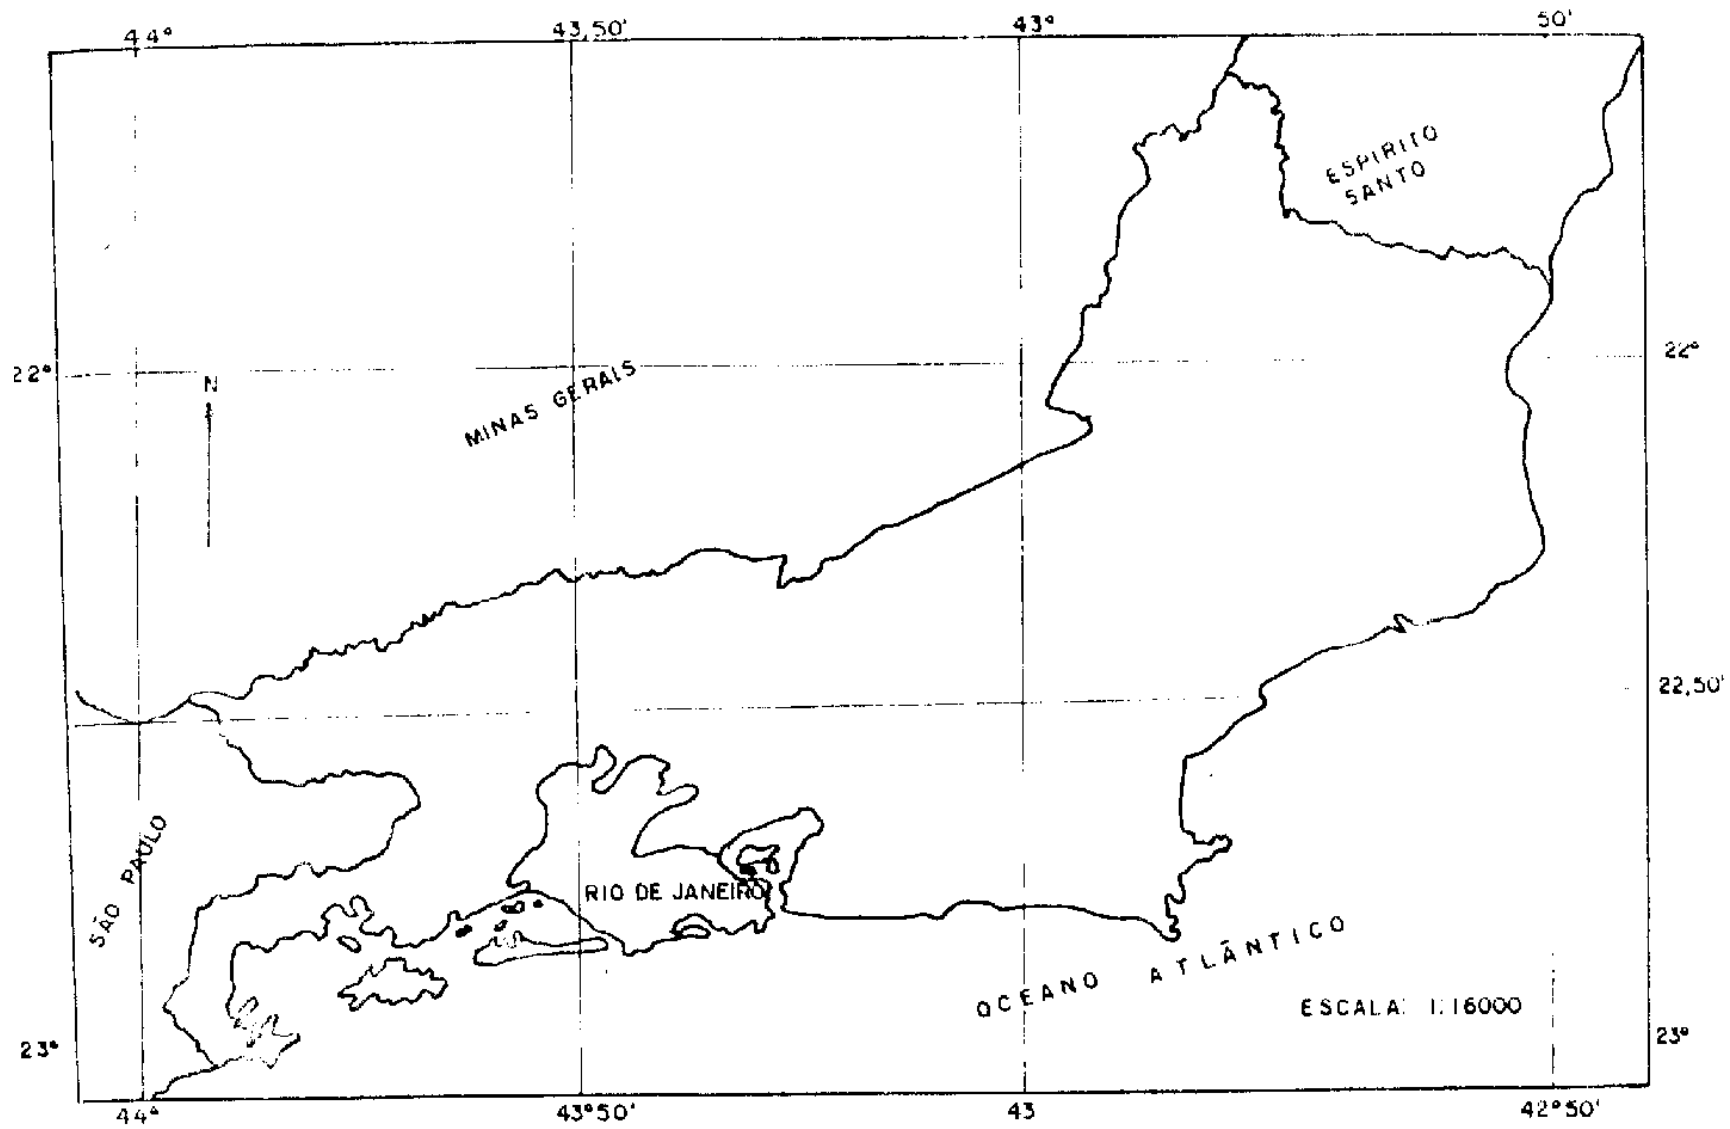 44° 43,50' 43° 50'
ESPIRITO
SANTO
22° 22°
N
MINAS GERAIS
22,50'
SÃO PAULO
RIO DE JANEIRO
OCEANO ATLÂNTICO
ESCALA: 1:16000
23° 23°
44° 43°50' 43 42°50'